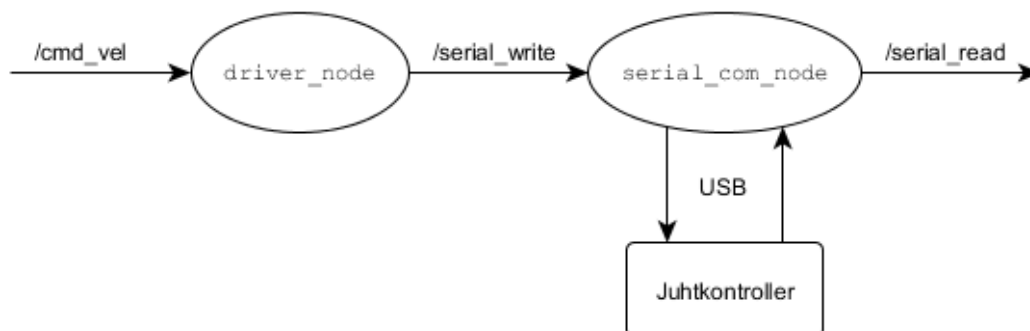 /cmd_vel
driver_node
/serial_write
serial_com_node
/serial_read
USB
Juhtkontroller